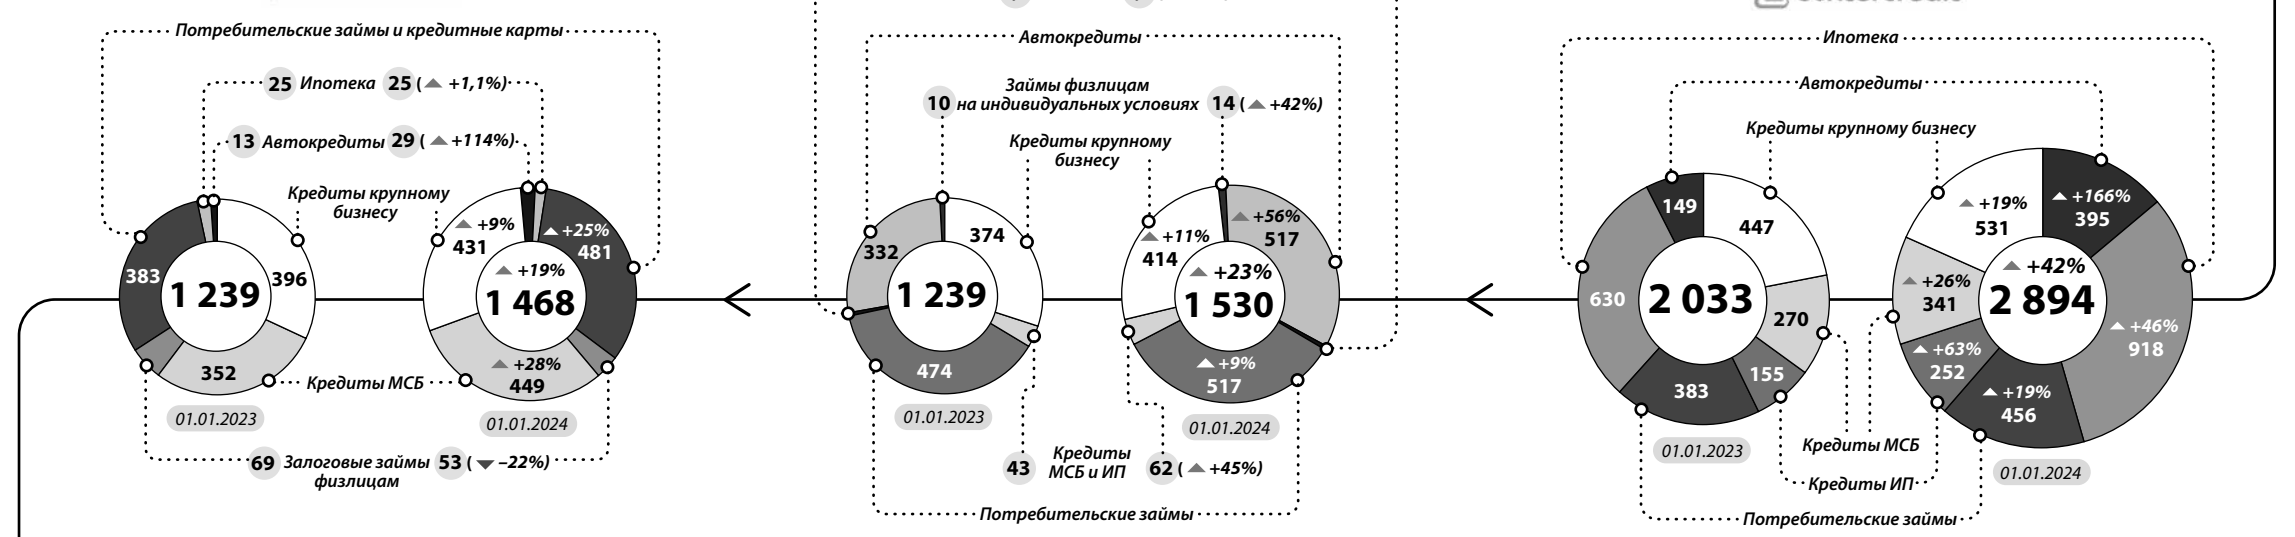 Потребительские займы и кредитные карты
25 Ипотека 25 (▲ +1,1%)
13 Автокредиты 29 (▲ +114%)
Кредиты крупному
бизнесу
383
396
352
1 239
01.01.2023
▲ +9%
431
▲ +25%
481
▲ +19%
1 468
▲ +28%
449
01.01.2024
Кредиты МСБ
69 Залоговые займы 53 (▼ –22%)
физлицам
Автокредиты
Займы физлицам
10 на индивидуальных условиях 14 (▲ +42%)
Кредиты крупному
бизнесу
332
374
1 239
474
01.01.2023
▲ +11%
414
▲ +56%
517
▲ +23%
1 530
▲ +9%
517
01.01.2024
43 Кредиты
МСБ и ИП 62 (▲ +45%)
Потребительские займы
Ипотека
Автокредиты
Кредиты крупному бизнесу
149
447
630
2 033
270
155
383
01.01.2023
▲ +19%
531
▲ +166%
395
▲ +26%
341
▲ +42%
2 894
▲ +46%
918
▲ +63%
252
▲ +19%
456
01.01.2024
Кредиты МСБ
Кредиты ИП
Потребительские займы